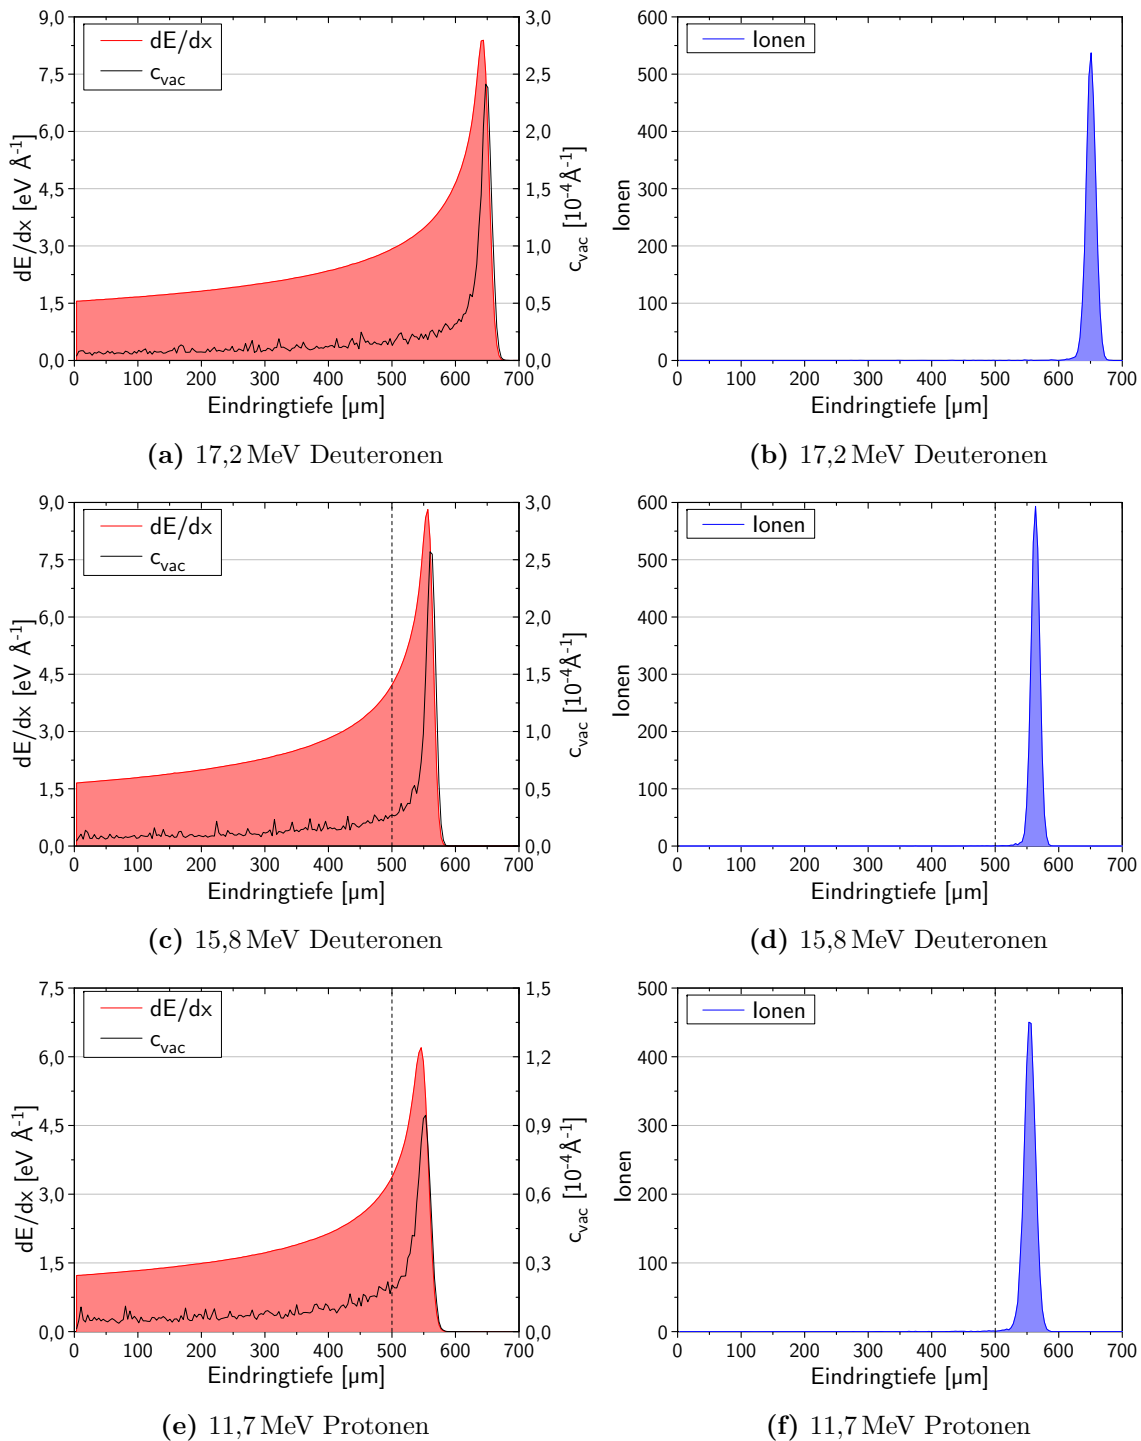 dE/dx
c_vac
9,0
7,5
6,0
4,5
3,0
1,5
0,0
3,0
2,5
2,0
1,5
1,0
0,5
0,0
dE/dx [eV Å⁻¹]
c_vac [10⁻⁴Å⁻¹]
0 100 200 300 400 500 600 700
Eindringtiefe [µm]
(a) 17,2 MeV Deuteronen
Ionen
600
500
400
300
200
100
0
Ionen
0 100 200 300 400 500 600 700
Eindringtiefe [µm]
(b) 17,2 MeV Deuteronen
dE/dx
c_vac
9,0
7,5
6,0
4,5
3,0
1,5
0,0
3,0
2,5
2,0
1,5
1,0
0,5
0,0
dE/dx [eV Å⁻¹]
c_vac [10⁻⁴Å⁻¹]
0 100 200 300 400 500 600 700
Eindringtiefe [µm]
(c) 15,8 MeV Deuteronen
Ionen
600
500
400
300
200
100
0
Ionen
0 100 200 300 400 500 600 700
Eindringtiefe [µm]
(d) 15,8 MeV Deuteronen
dE/dx
c_vac
7,5
6,0
4,5
3,0
1,5
0,0
1,5
1,2
0,9
0,6
0,3
0,0
dE/dx [eV Å⁻¹]
c_vac [10⁻⁴Å⁻¹]
0 100 200 300 400 500 600 700
Eindringtiefe [µm]
(e) 11,7 MeV Protonen
Ionen
500
400
300
200
100
0
Ionen
0 100 200 300 400 500 600 700
Eindringtiefe [µm]
(f) 11,7 MeV Protonen